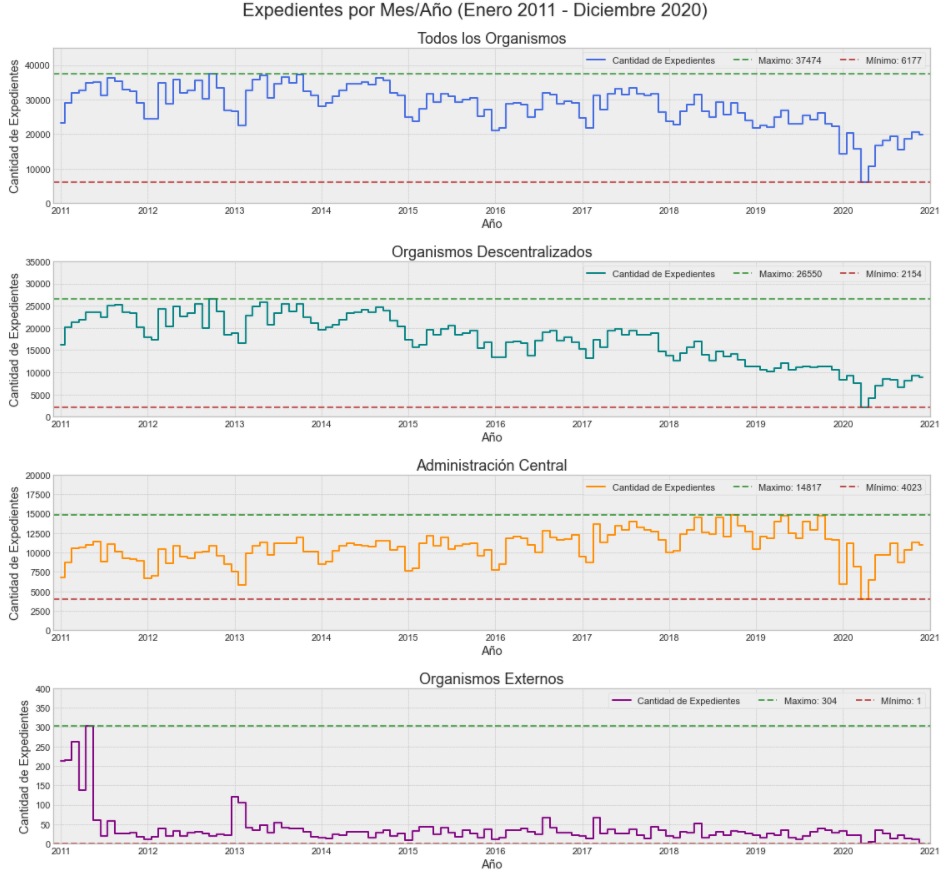 Expedientes por Mes/Año (Enero 2011 - Diciembre 2020)
Todos los Organismos
Cantidad de Expedientes Maximo: 37474 Mínimo: 6177
Cantidad de Expedientes
40000
30000
20000
10000
0
2011 2012 2013 2014 2015 2016 2017 2018 2019 2020 2021
Año
Organismos Descentralizados
Cantidad de Expedientes Maximo: 26550 Mínimo: 2154
Cantidad de Expedientes
35000
30000
25000
20000
15000
10000
5000
0
2011 2012 2013 2014 2015 2016 2017 2018 2019 2020 2021
Año
Administración Central
Cantidad de Expedientes Maximo: 14817 Mínimo: 4023
Cantidad de Expedientes
20000
17500
15000
12500
10000
7500
5000
2500
0
2011 2012 2013 2014 2015 2016 2017 2018 2019 2020 2021
Año
Organismos Externos
Cantidad de Expedientes Maximo: 304 Mínimo: 1
Cantidad de Expedientes
400
350
300
250
200
150
100
50
0
2011 2012 2013 2014 2015 2016 2017 2018 2019 2020 2021
Año